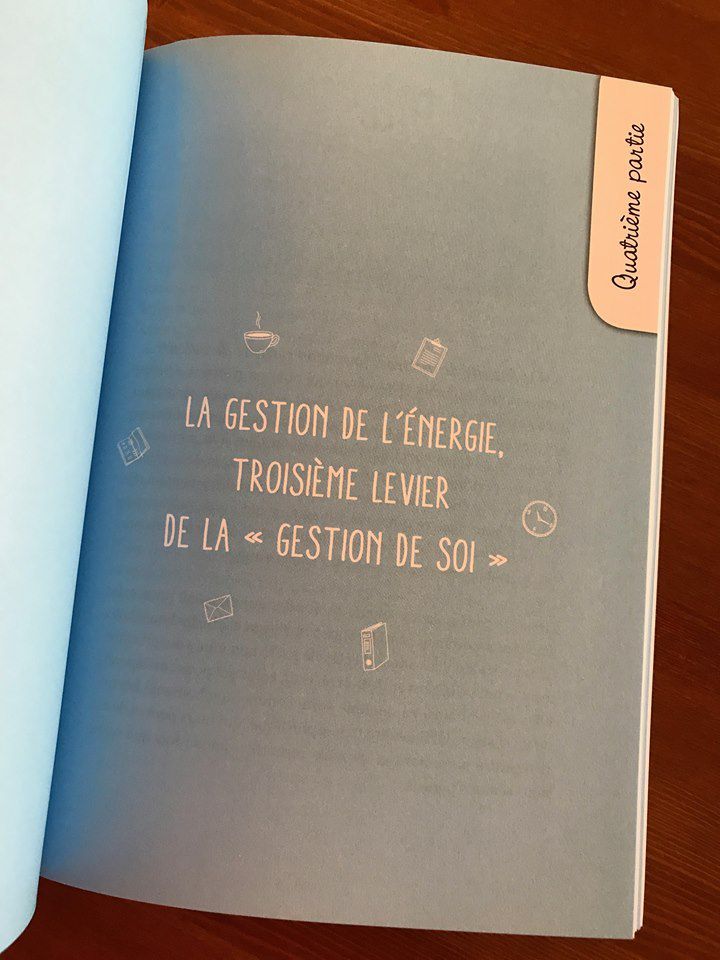 Quatrième partie
LA GESTION DE L'ÉNERGIE,
TROISIÈME LEVIER
DE LA « GESTION DE SOI »